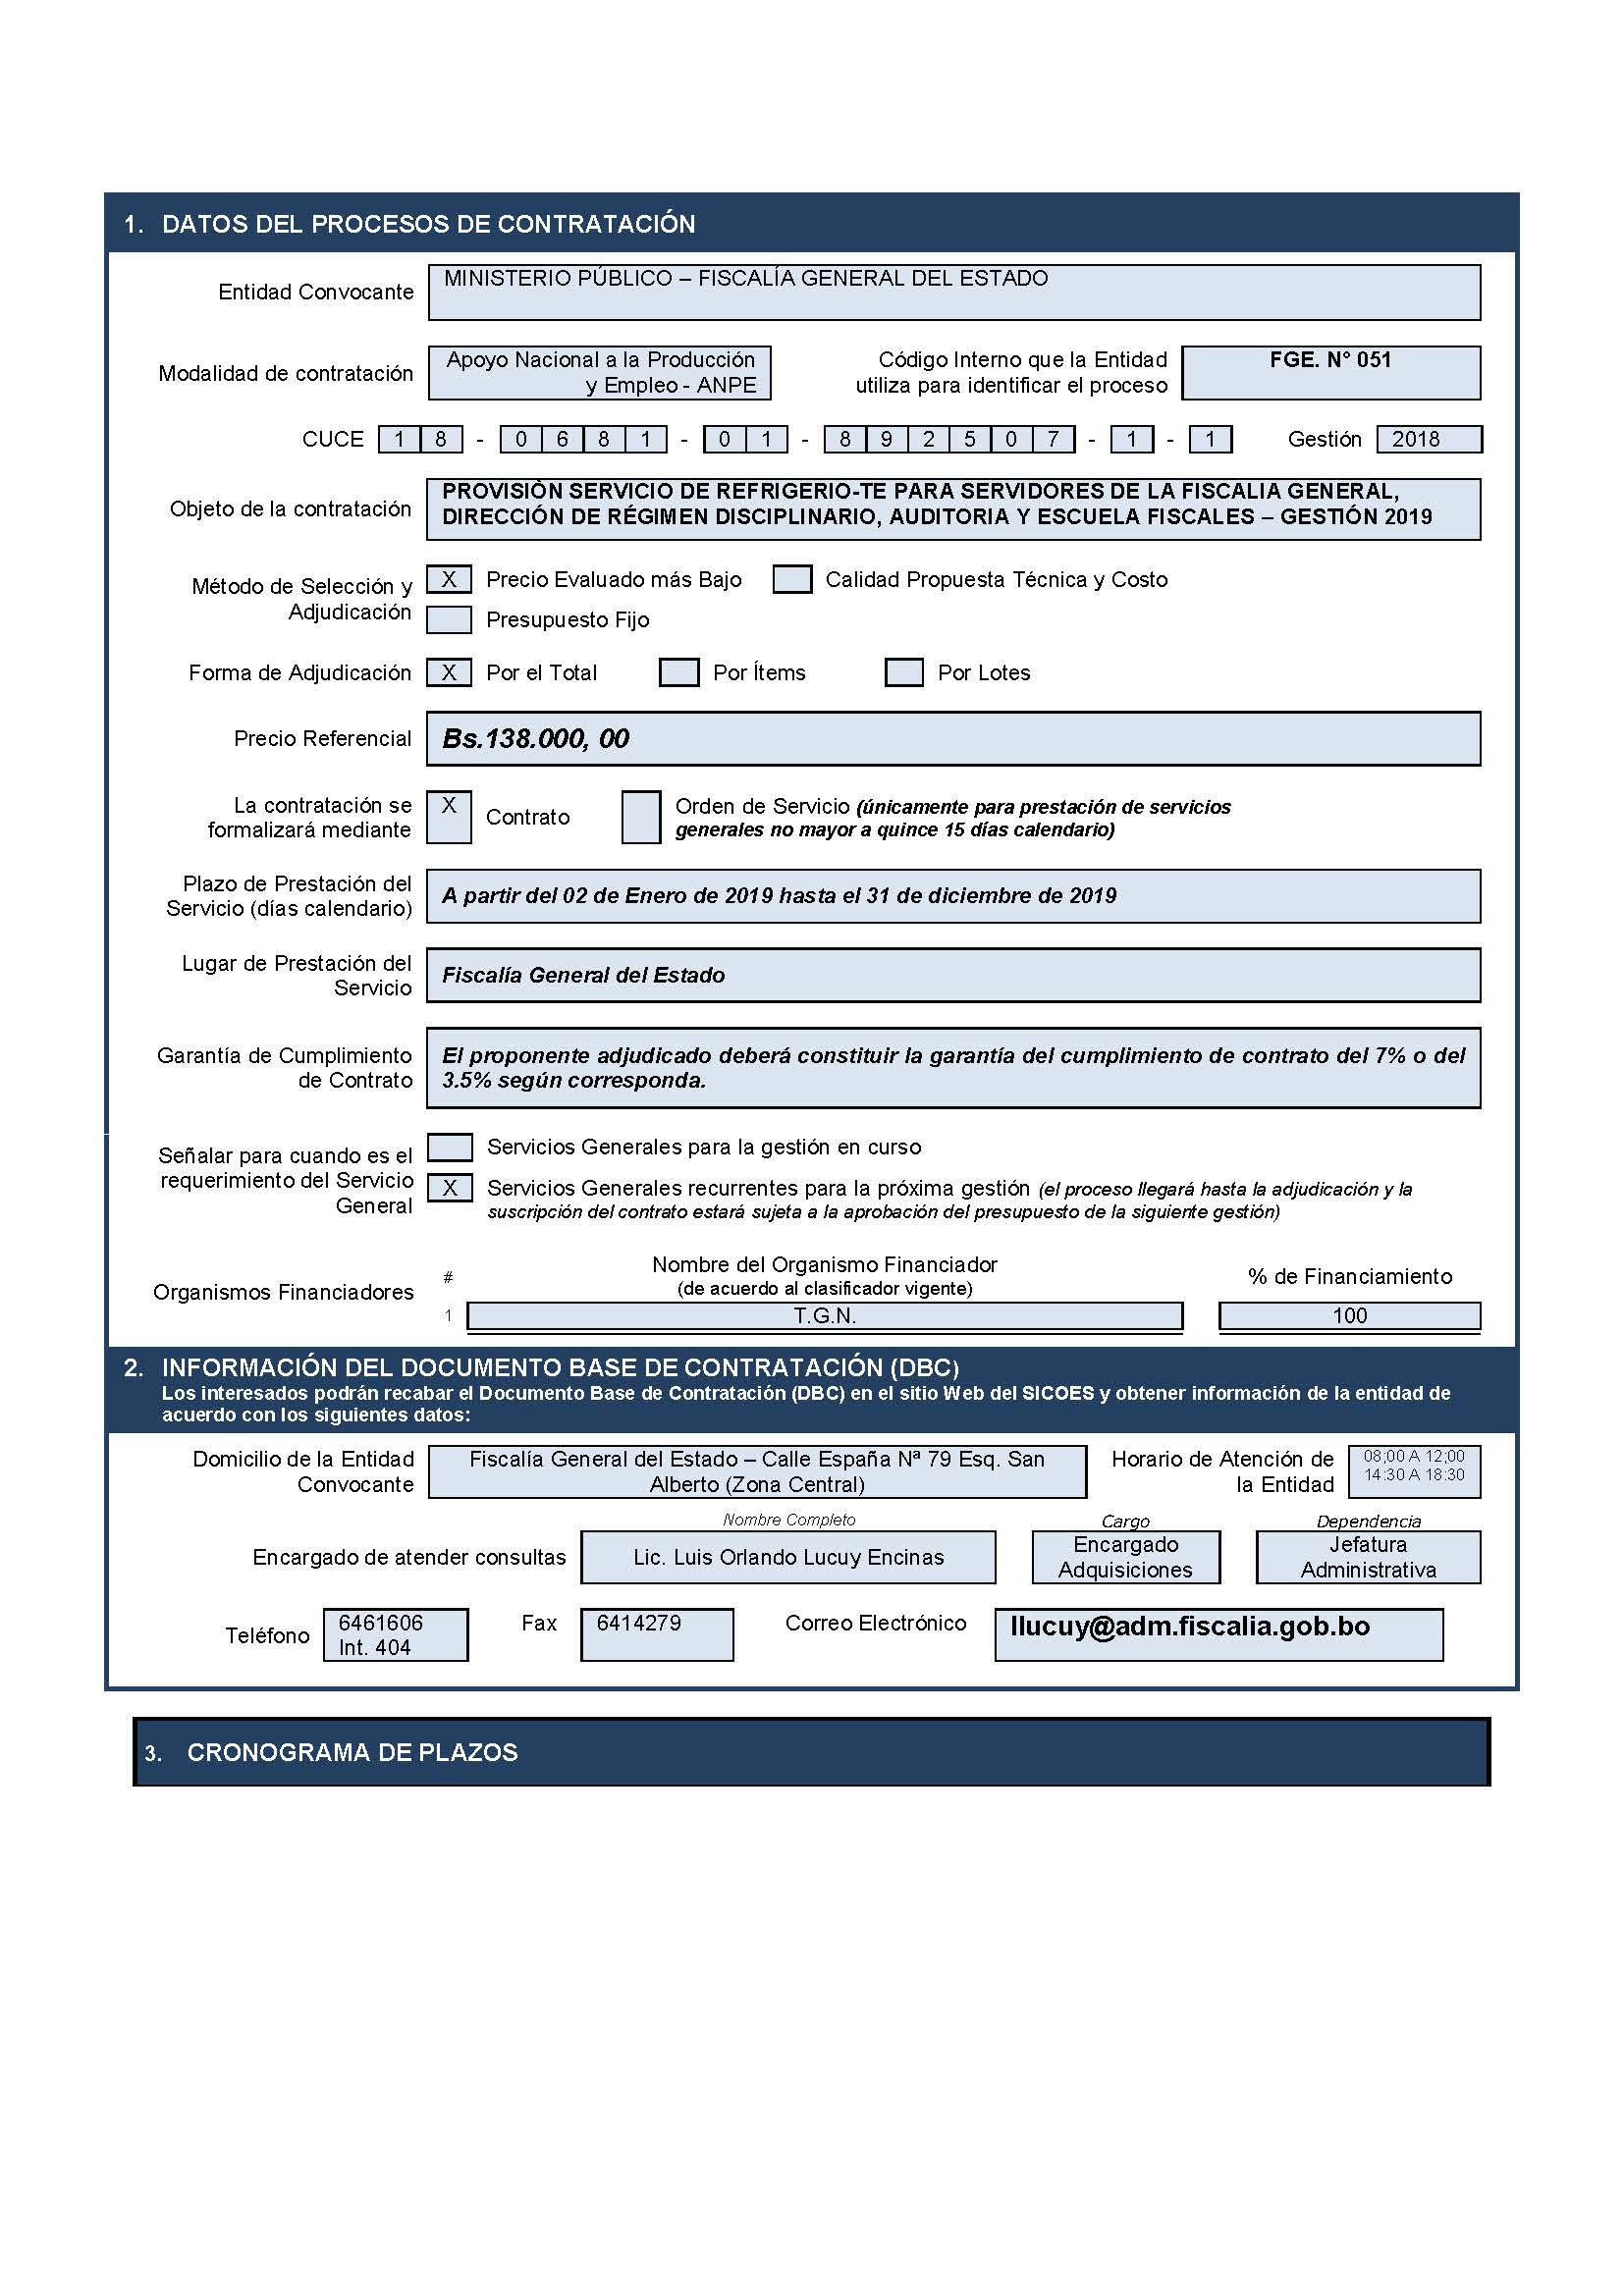 1. DATOS DEL PROCESOS DE CONTRATACIÓN
Entidad Convocante
MINISTERIO PÚBLICO – FISCALÍA GENERAL DEL ESTADO
Modalidad de contratación
Apoyo Nacional a la Producción
y Empleo - ANPE
Código Interno que la Entidad
utiliza para identificar el proceso
FGE. N° 051
CUCE 1 8 - 0 6 8 1 - 0 1 - 8 9 2 5 0 7 - 1 - 1 Gestión 2018
Objeto de la contratación
PROVISIÒN SERVICIO DE REFRIGERIO-TE PARA SERVIDORES DE LA FISCALIA GENERAL,
DIRECCIÓN DE RÉGIMEN DISCIPLINARIO, AUDITORIA Y ESCUELA FISCALES – GESTIÓN 2019
Método de Selección y
Adjudicación
X Precio Evaluado más Bajo Calidad Propuesta Técnica y Costo
Presupuesto Fijo
Forma de Adjudicación X Por el Total Por Ítems Por Lotes
Precio Referencial Bs.138.000, 00
La contratación se
formalizará mediante
X Contrato
Orden de Servicio (únicamente para prestación de servicios
generales no mayor a quince 15 días calendario)
Plazo de Prestación del
Servicio (días calendario)
A partir del 02 de Enero de 2019 hasta el 31 de diciembre de 2019
Lugar de Prestación del
Servicio
Fiscalía General del Estado
Garantía de Cumplimiento
de Contrato
El proponente adjudicado deberá constituir la garantía del cumplimiento de contrato del 7% o del
3.5% según corresponda.
Señalar para cuando es el
requerimiento del Servicio
General
Servicios Generales para la gestión en curso
X Servicios Generales recurrentes para la próxima gestión (el proceso llegará hasta la adjudicación y la
suscripción del contrato estará sujeta a la aprobación del presupuesto de la siguiente gestión)
Organismos Financiadores
#
Nombre del Organismo Financiador
(de acuerdo al clasificador vigente)
% de Financiamiento
1 T.G.N. 100
2. INFORMACIÓN DEL DOCUMENTO BASE DE CONTRATACIÓN (DBC)
Los interesados podrán recabar el Documento Base de Contratación (DBC) en el sitio Web del SICOES y obtener información de la entidad de
acuerdo con los siguientes datos:
Domicilio de la Entidad
Convocante
Fiscalía General del Estado – Calle España Nª 79 Esq. San
Alberto (Zona Central)
Horario de Atención de
la Entidad
08;00 A 12;00
14:30 A 18:30
Nombre Completo Cargo Dependencia
Encargado de atender consultas
Lic. Luis Orlando Lucuy Encinas
Encargado
Adquisiciones
Jefatura
Administrativa
Teléfono
6461606
Int. 404
Fax 6414279
Correo Electrónico llucuy@adm.fiscalia.gob.bo
3. CRONOGRAMA DE PLAZOS